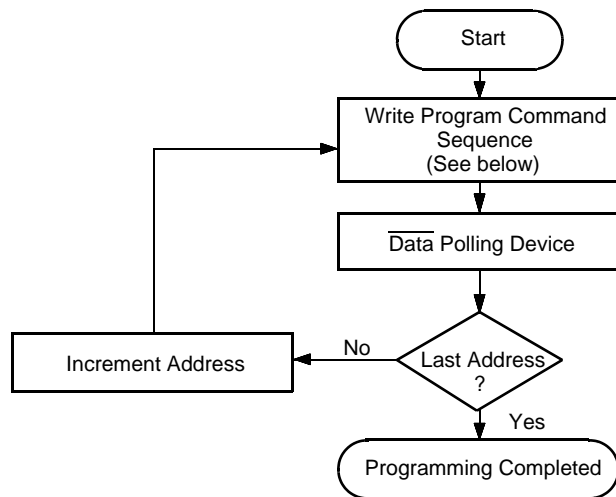 Start
Write Program Command
Sequence
(See below)
Data Polling Device
Increment Address
No
Last Address
?
Yes
Programming Completed